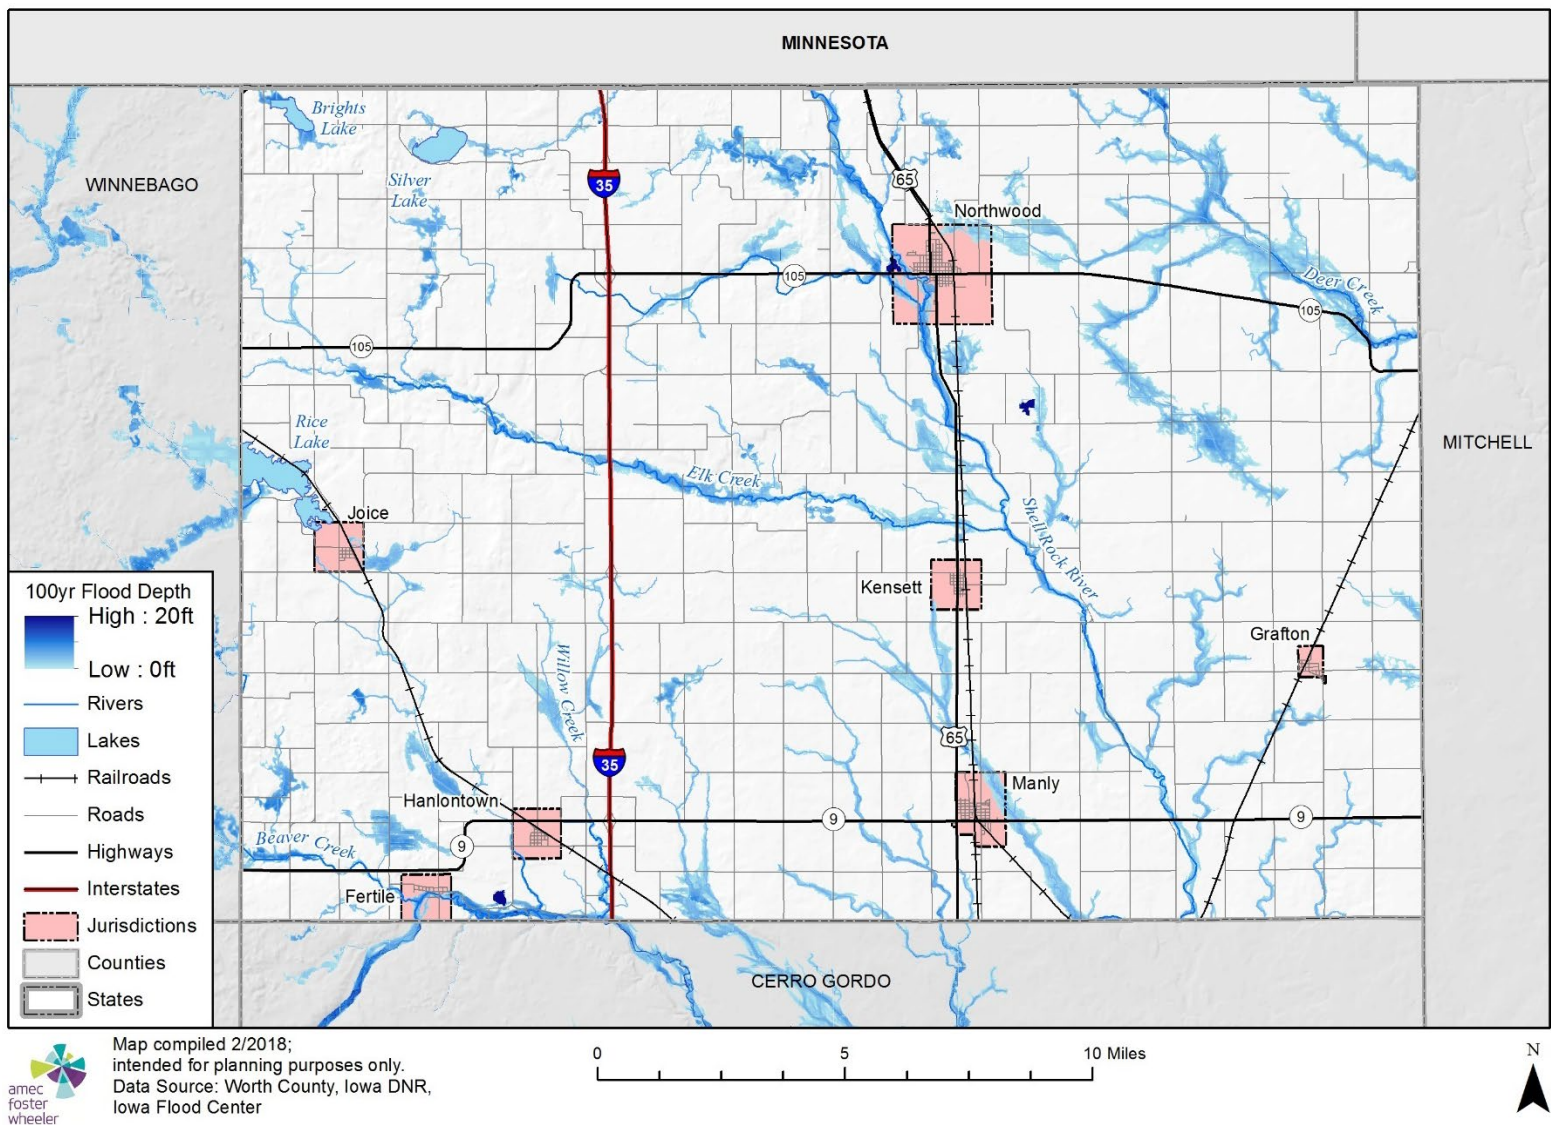 MINNESOTA
Brights
Lake
WINNEBAGO
Silver
Lake
35
65
Northwood
105
105
Deer Creek
105
105
Rice
Lake
MITCHELL
Elk Creek
Joice
Shell Rock River
Kensett
Grafton
Willow Creek
65
35
Manly
Hanlontown
9
9
Beaver Creek
9
Fertile
CERRO GORDO
100yr Flood Depth
High : 20ft
Low : 0ft
Rivers
Lakes
Railroads
Roads
Highways
Interstates
Jurisdictions
Counties
States
amec
foster
wheeler
Map compiled 2/2018;
intended for planning purposes only.
Data Source: Worth County, Iowa DNR,
Iowa Flood Center
0 5 10 Miles
N